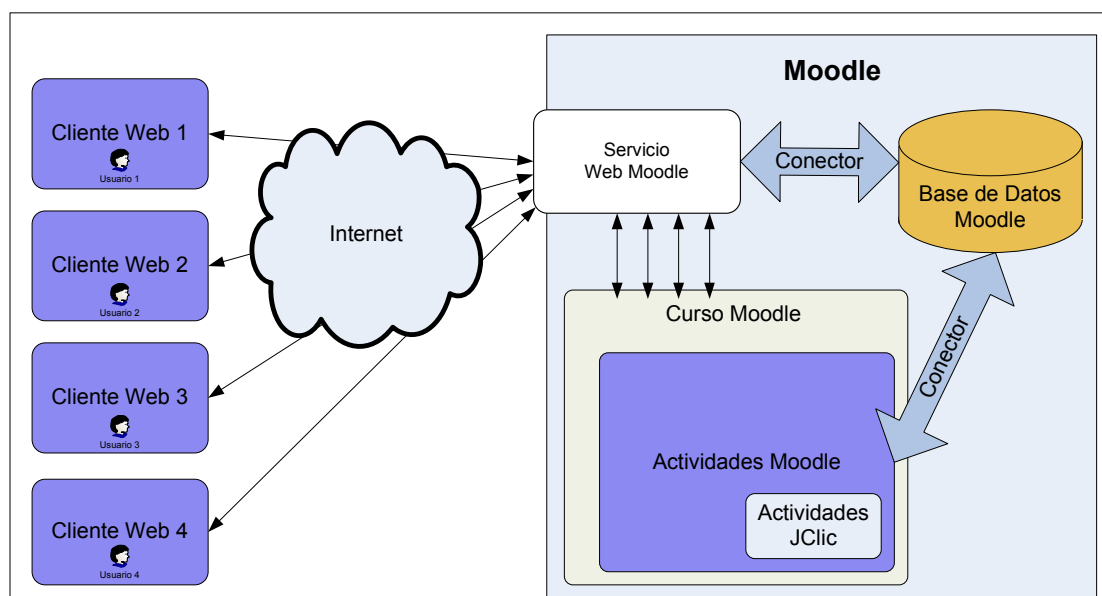 Moodle
Cliente Web 1
Usuario 1
Cliente Web 2
Usuario 2
Cliente Web 3
Usuario 3
Cliente Web 4
Usuario 4
Internet
Servicio
Web Moodle
Conector
Base de Datos
Moodle
Curso Moodle
Conector
Actividades Moodle
Actividades
JClic